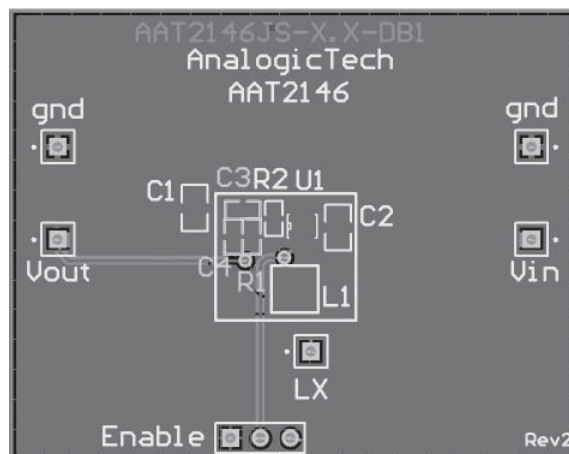 AAT2146JS-X.X-DB1
AnalogicTech
AAT2146
gnd
gnd
C1
C3
R2
U1
C2
Vout
C4
R1
L1
Vin
LX
Enable
Rev2